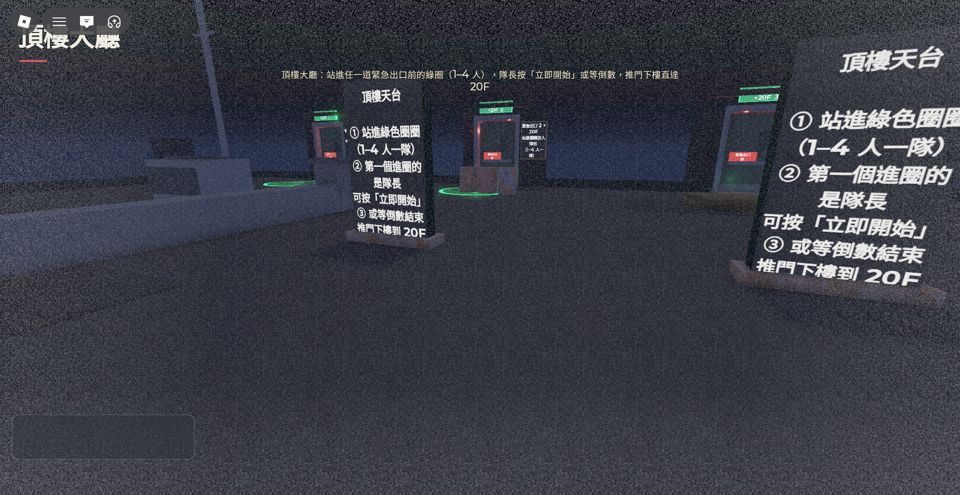 頂樓大廳
頂樓大廳：站進任一道緊急出口前的綠圈（1–4 人），隊長按「立即開始」或等倒數，推門下樓直達
20F
頂樓天台
① 站進綠色圈圈
（1–4 人一隊）
② 第一個進圈的
是隊長
可按「立即開始」
③ 或等倒數結束
推門下樓到 20F
頂樓天台
① 站進綠色圈圈
（1–4 人一隊）
② 第一個進圈的
是隊長
可按「立即開始」
③ 或等倒數結束
推門下樓到 20F